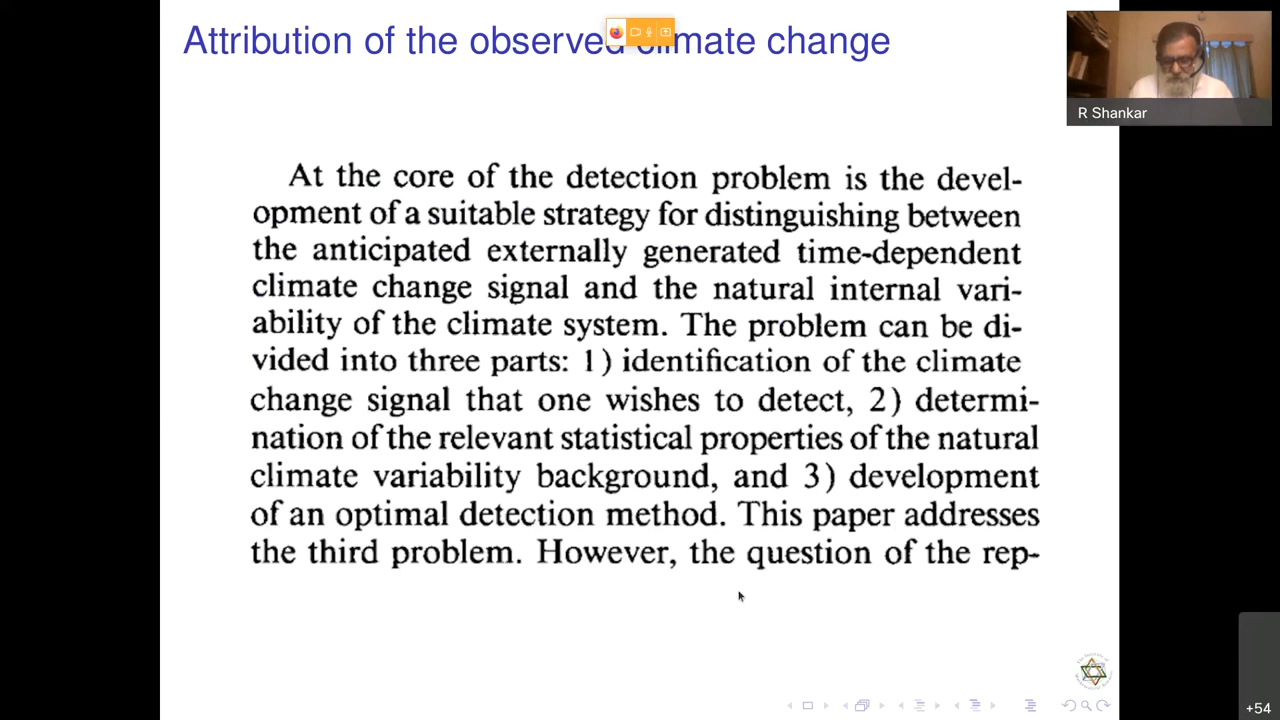 Attribution of the observed climate change
R Shankar
At the core of the detection problem is the devel-
opment of a suitable strategy for distinguishing between
the anticipated externally generated time-dependent
climate change signal and the natural internal vari-
ability of the climate system. The problem can be di-
vided into three parts: 1) identification of the climate
change signal that one wishes to detect, 2) determi-
nation of the relevant statistical properties of the natural
climate variability background, and 3) development
of an optimal detection method. This paper addresses
the third problem. However, the question of the rep-
+54